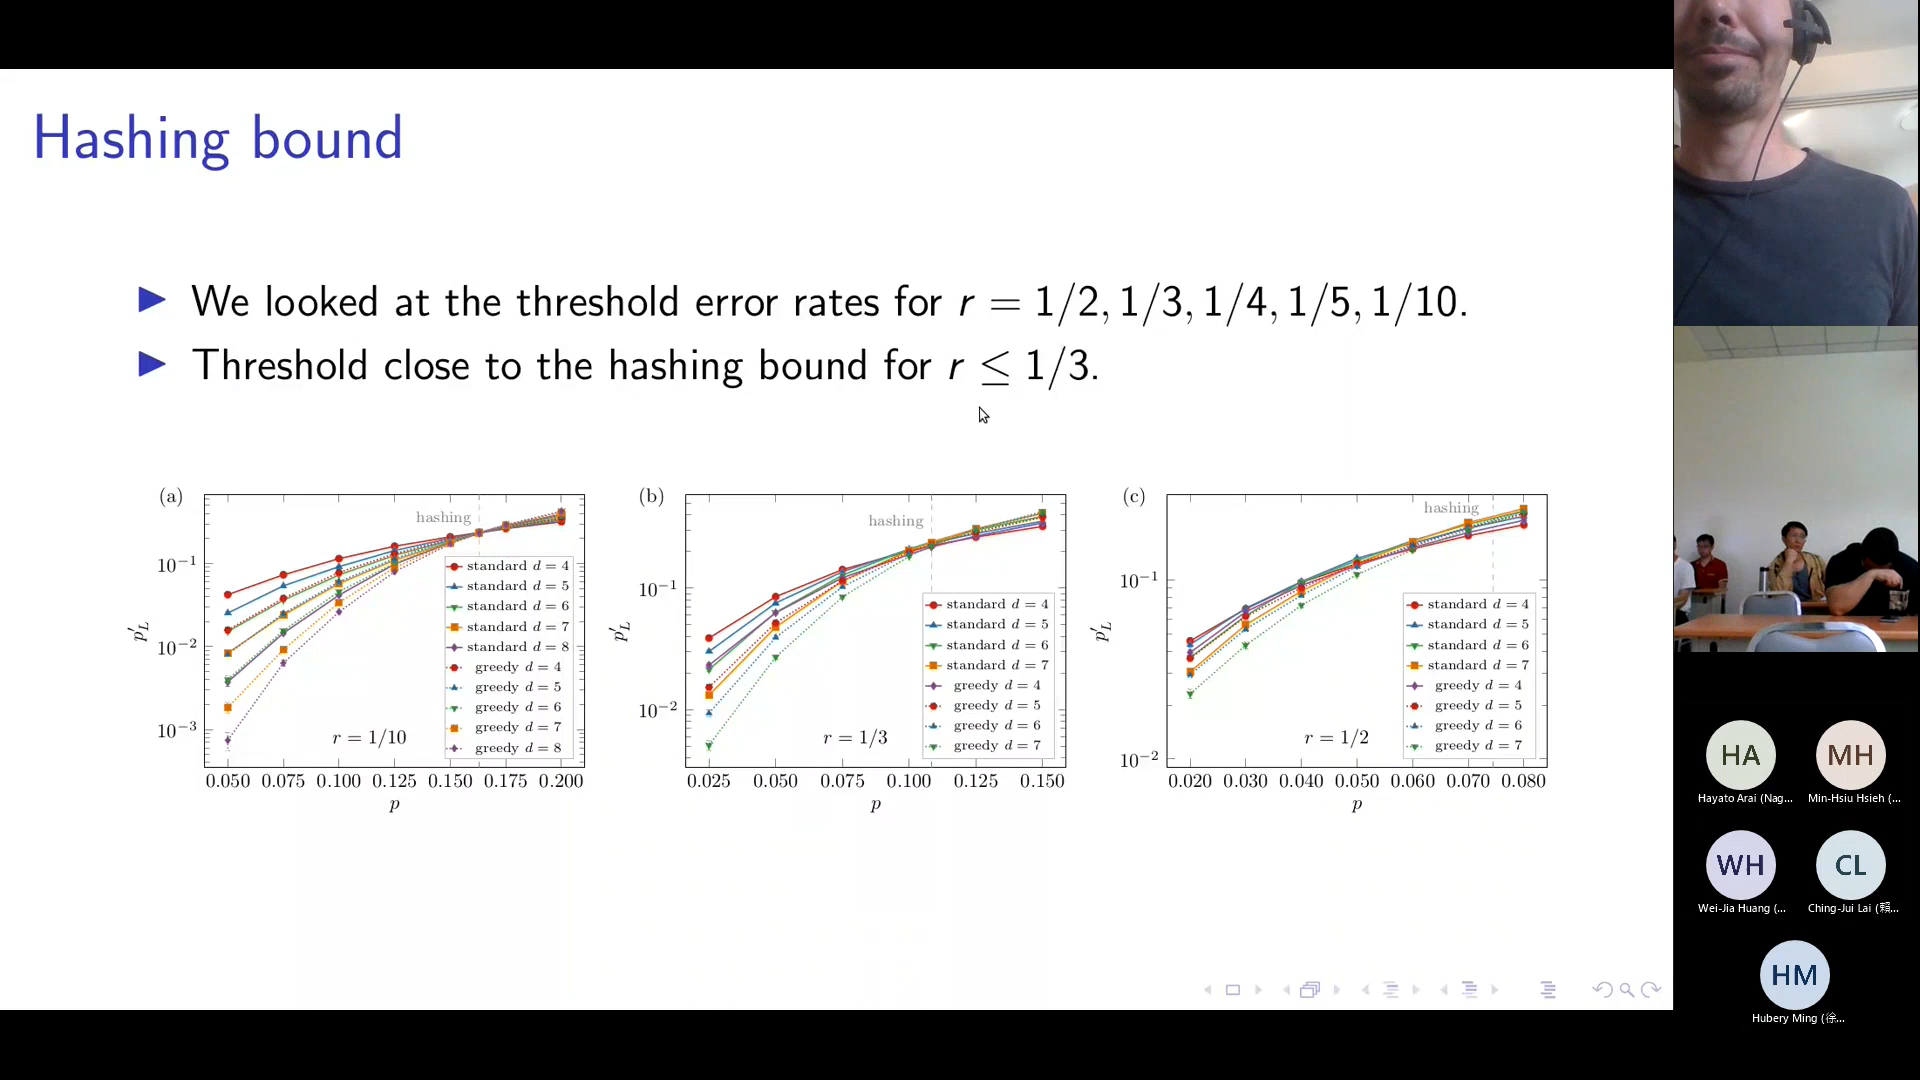 Hashing bound
▶ We looked at the threshold error rates for r = 1/2, 1/3, 1/4, 1/5, 1/10.
▶ Threshold close to the hashing bound for r ≤ 1/3.
(a)
hashing
10⁻¹
10⁻²
10⁻³
p′L
standard d = 4
standard d = 5
standard d = 6
standard d = 7
standard d = 8
greedy d = 4
greedy d = 5
greedy d = 6
greedy d = 7
greedy d = 8
r = 1/10
0.050 0.075 0.100 0.125 0.150 0.175 0.200
p
(b)
hashing
10⁻¹
10⁻²
p′L
standard d = 4
standard d = 5
standard d = 6
standard d = 7
greedy d = 4
greedy d = 5
greedy d = 6
greedy d = 7
r = 1/3
0.025 0.050 0.075 0.100 0.125 0.150
p
(c)
hashing
10⁻¹
10⁻²
p′L
standard d = 4
standard d = 5
standard d = 6
standard d = 7
greedy d = 4
greedy d = 5
greedy d = 6
greedy d = 7
r = 1/2
0.020 0.030 0.040 0.050 0.060 0.070 0.080
p
HA
Hayato Arai (Nag...
MH
Min-Hsiu Hsieh (...
WH
Wei-Jia Huang (...
CL
Ching-Jui Lai (賴...
HM
Hubery Ming (徐...